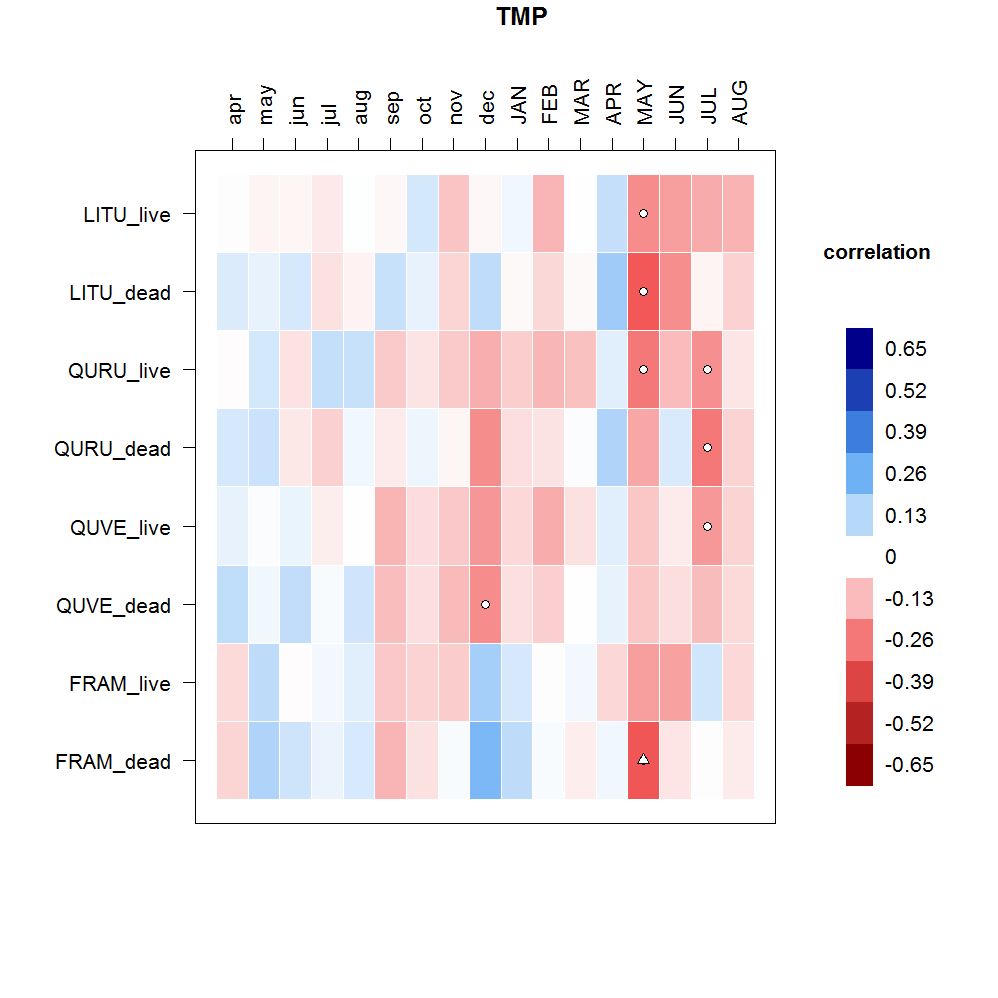 TMP
apr may jun jul aug sep oct nov dec JAN FEB MAR APR MAY JUN JUL AUG
LITU_live
LITU_dead
QURU_live
QURU_dead
QUVE_live
QUVE_dead
FRAM_live
FRAM_dead
correlation
0.65
0.52
0.39
0.26
0.13
0
-0.13
-0.26
-0.39
-0.52
-0.65